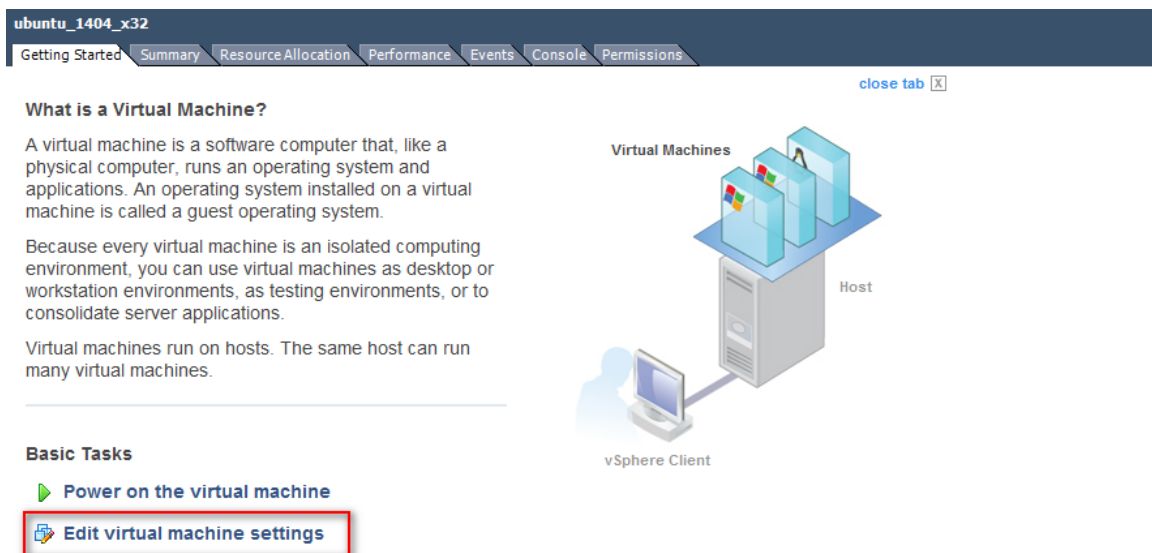 ubuntu_1404_x32
Getting Started Summary Resource Allocation Performance Events Console Permissions
close tab X
What is a Virtual Machine?
A virtual machine is a software computer that, like a
physical computer, runs an operating system and
applications. An operating system installed on a virtual
machine is called a guest operating system.
Because every virtual machine is an isolated computing
environment, you can use virtual machines as desktop or
workstation environments, as testing environments, or to
consolidate server applications.
Virtual machines run on hosts. The same host can run
many virtual machines.
Basic Tasks
Power on the virtual machine
Edit virtual machine settings
Virtual Machines
Host
vSphere Client